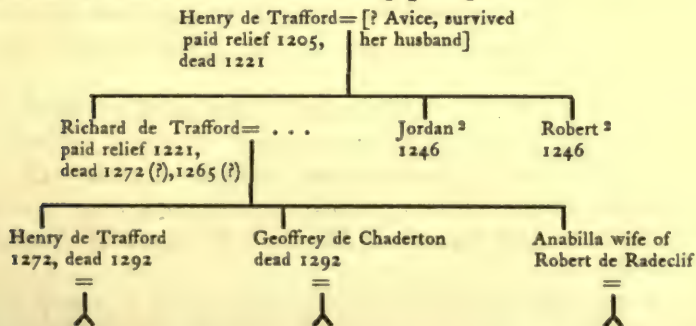 Henry de Trafford = [? Avice, survived
paid relief 1205, her husband]
dead 1221
Richard de Trafford = . . . Jordan ² Robert ²
paid relief 1221, 1246 1246
dead 1272 (?), 1265 (?)
Henry de Trafford Geoffrey de Chaderton Anabilla wife of
1272, dead 1292 dead 1292 Robert de Radeclif
= = =